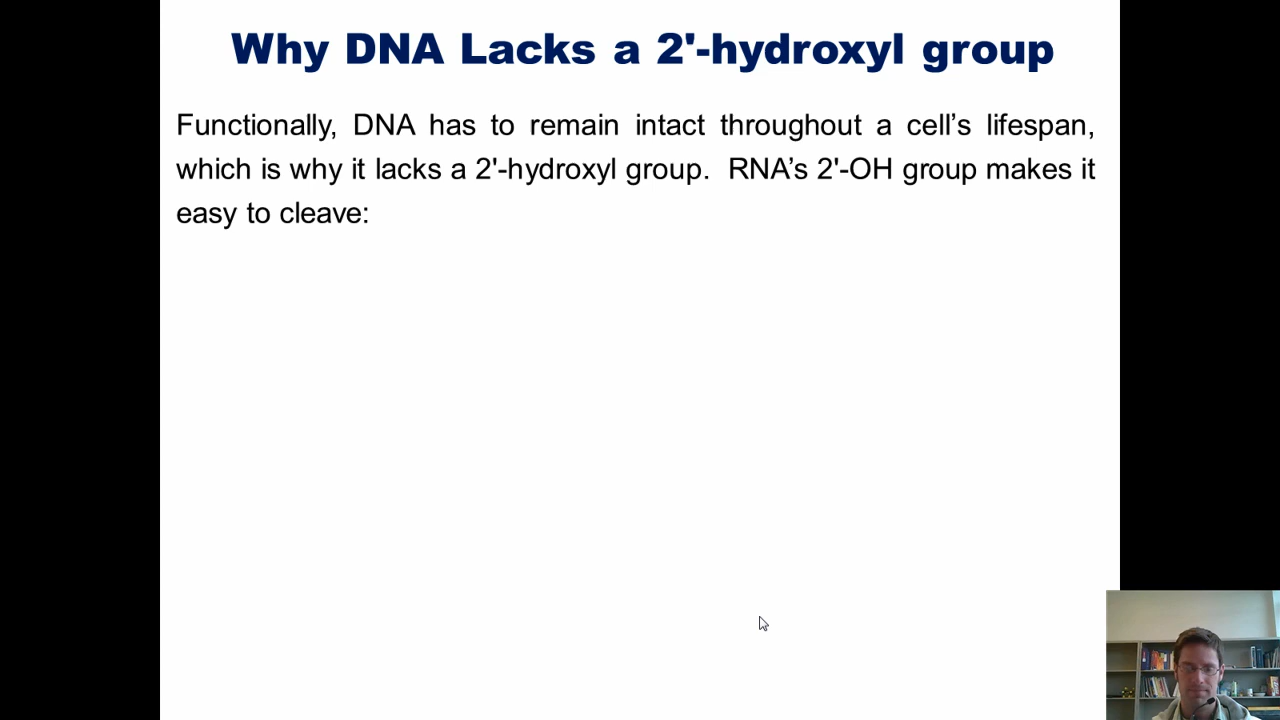 Why DNA Lacks a 2'-hydroxyl group
Functionally, DNA has to remain intact throughout a cell’s lifespan,
which is why it lacks a 2'-hydroxyl group. RNA’s 2'-OH group makes it
easy to cleave: